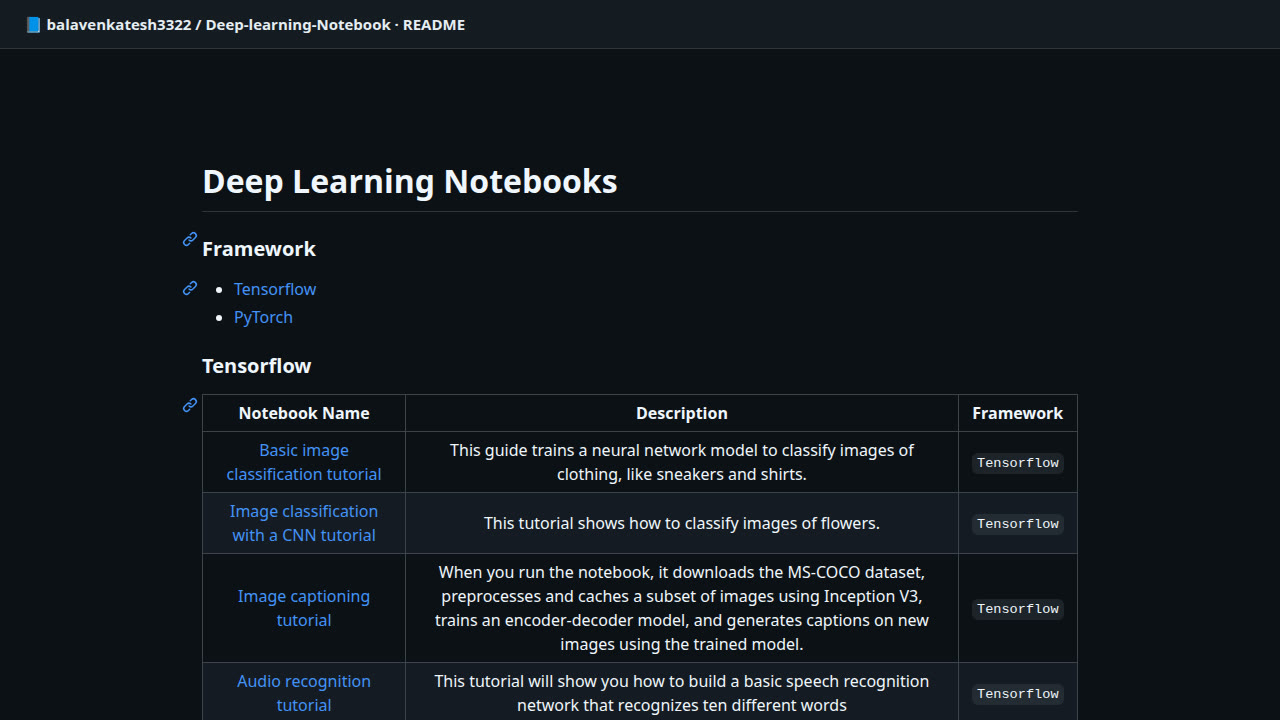 📘 balavenkatesh3322 / Deep-learning-Notebook · README
Deep Learning Notebooks
Framework
Tensorflow
PyTorch
Tensorflow
Notebook Name Description Framework
Basic image
classification tutorial
This guide trains a neural network model to classify images of
clothing, like sneakers and shirts.
Tensorflow
Image classification
with a CNN tutorial
This tutorial shows how to classify images of flowers.
Tensorflow
Image captioning
tutorial
When you run the notebook, it downloads the MS-COCO dataset,
preprocesses and caches a subset of images using Inception V3,
trains an encoder-decoder model, and generates captions on new
images using the trained model.
Tensorflow
Audio recognition
tutorial
This tutorial will show you how to build a basic speech recognition
network that recognizes ten different words
Tensorflow